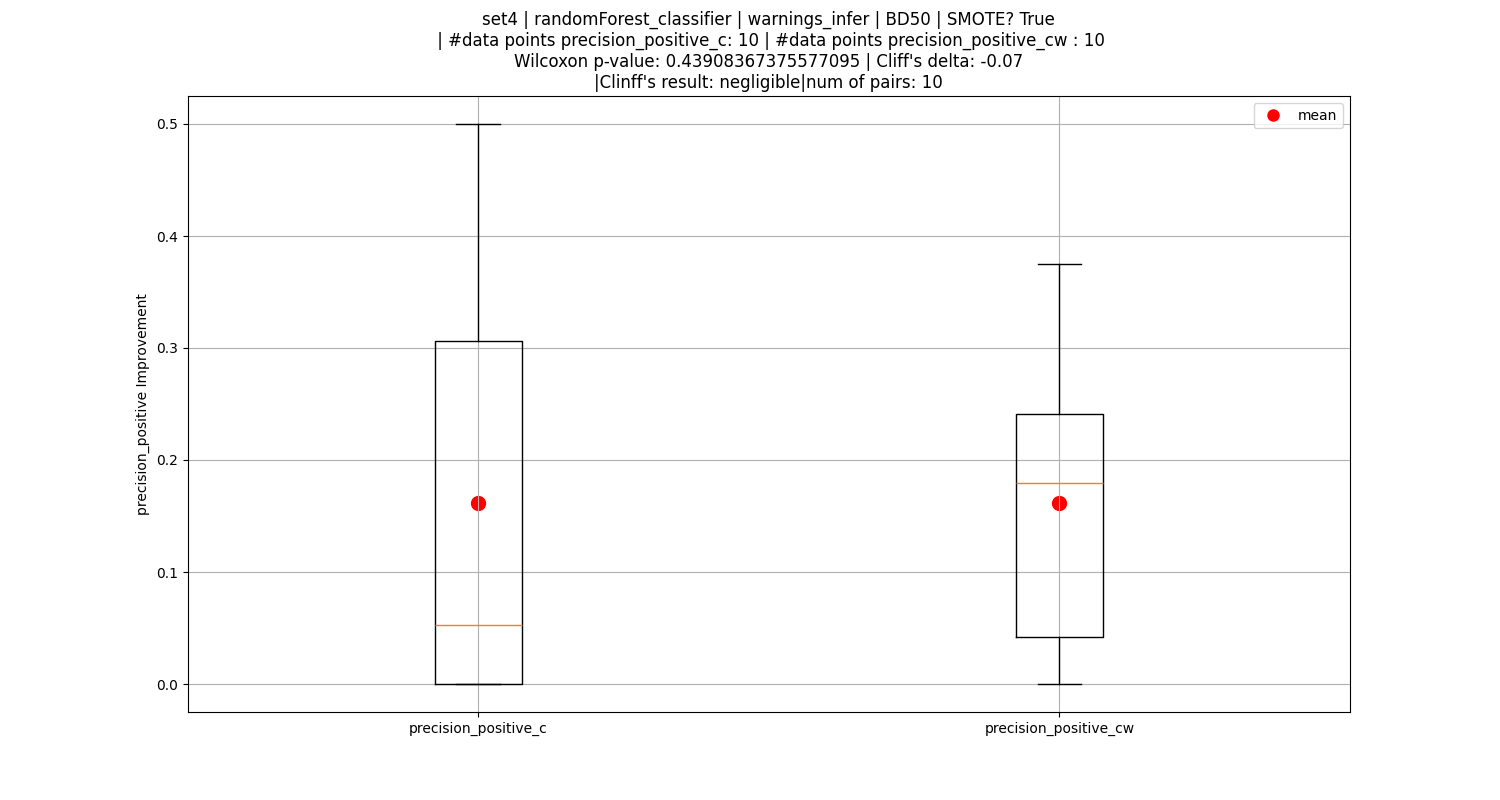 set4 | randomForest_classifier | warnings_infer | BD50 | SMOTE? True
| #data points precision_positive_c: 10 | #data points precision_positive_cw : 10
Wilcoxon p-value: 0.43908367375577095 | Cliff's delta: -0.07
|Clinff's result: negligible|num of pairs: 10
mean
0.5
0.4
0.3
0.2
0.1
0.0
precision_positive Improvement
precision_positive_c
precision_positive_cw